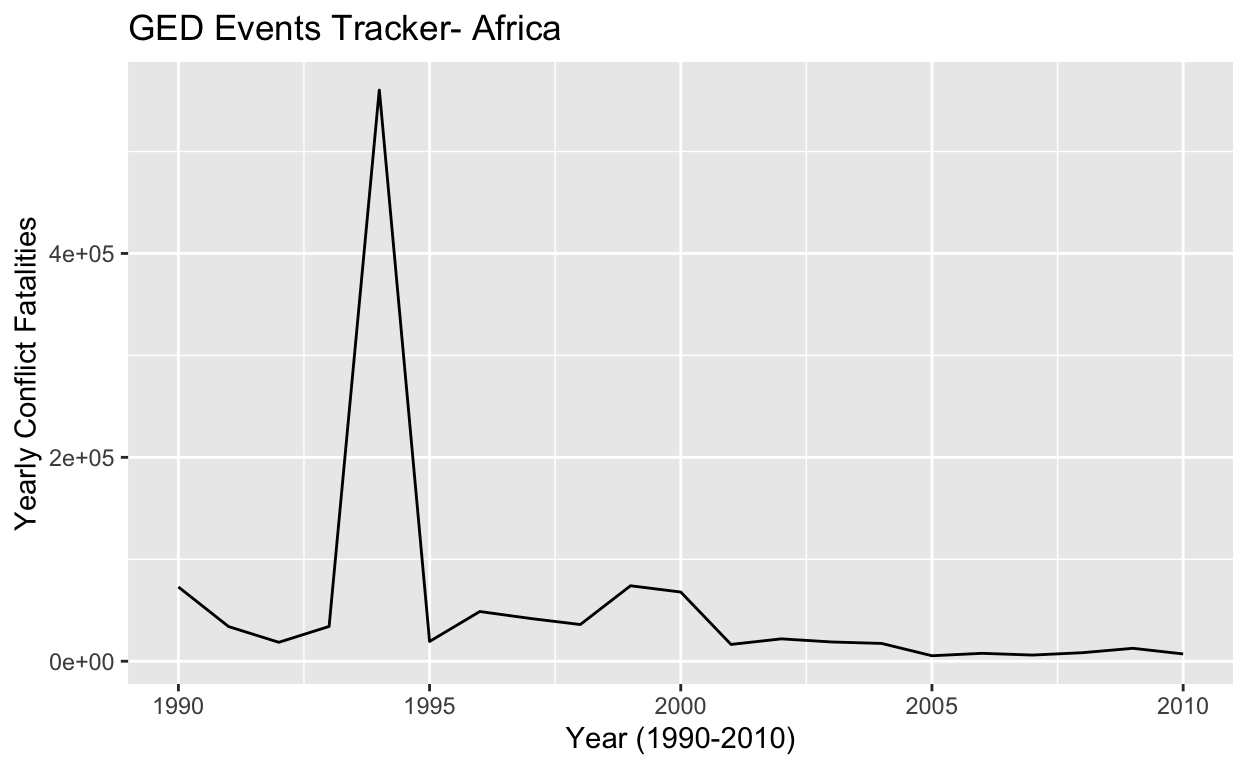 GED Events Tracker- Africa
Yearly Conflict Fatalities
4e+05
2e+05
0e+00
1990 1995 2000 2005 2010
Year (1990-2010)